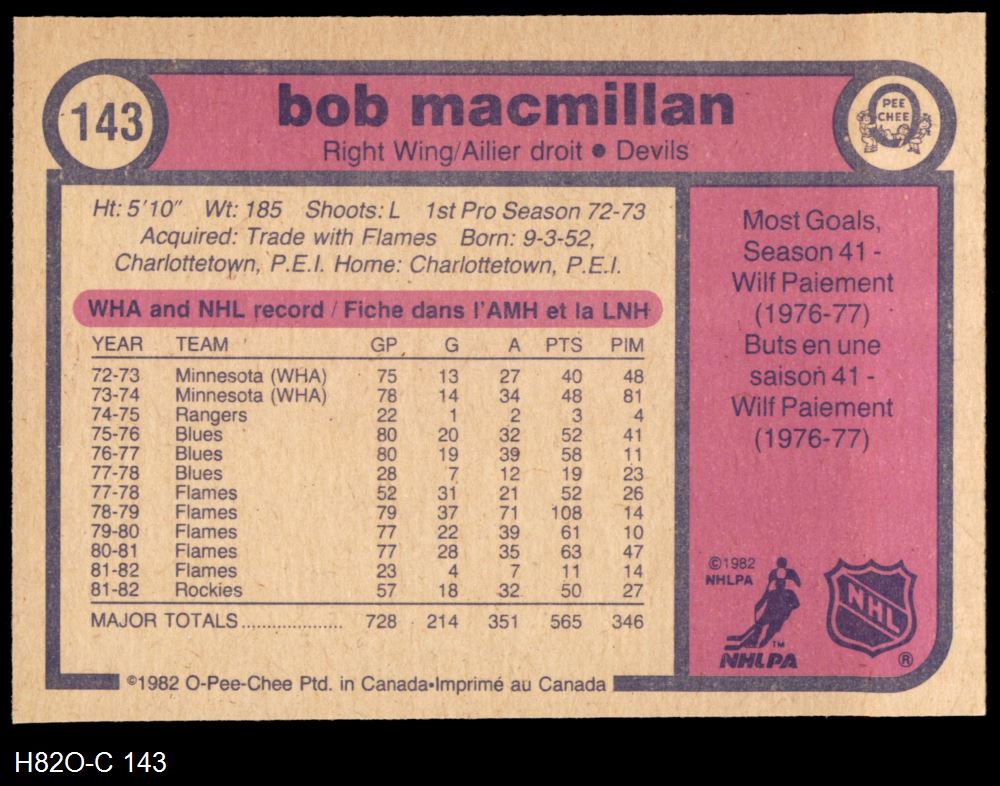 143
bob macmillan
PEE
CHEE
Right Wing/Ailier droit • Devils
Ht: 5'10" Wt: 185 Shoots: L 1st Pro Season 72-73
Acquired: Trade with Flames Born: 9-3-52,
Charlottetown, P.E.I. Home: Charlottetown, P.E.I.
WHA and NHL record / Fiche dans l'AMH et la LNH
YEAR TEAM GP G A PTS PIM
72-73 Minnesota (WHA) 75 13 27 40 48
73-74 Minnesota (WHA) 78 14 34 48 81
74-75 Rangers 22 1 2 3 4
75-76 Blues 80 20 32 52 41
76-77 Blues 80 19 39 58 11
77-78 Blues 28 7 12 19 23
77-78 Flames 52 31 21 52 26
78-79 Flames 79 37 71 108 14
79-80 Flames 77 22 39 61 10
80-81 Flames 77 28 35 63 47
81-82 Flames 23 4 7 11 14
81-82 Rockies 57 18 32 50 27
MAJOR TOTALS................... 728 214 351 565 346
Most Goals,
Season 41 -
Wilf Paiement
(1976-77)
Buts en une
saison 41 -
Wilf Paiement
(1976-77)
©1982
NHLPA
TM
NHLPA
NHL
®
©1982 O-Pee-Chee Ptd. in Canada•Imprimé au Canada
H82O-C 143